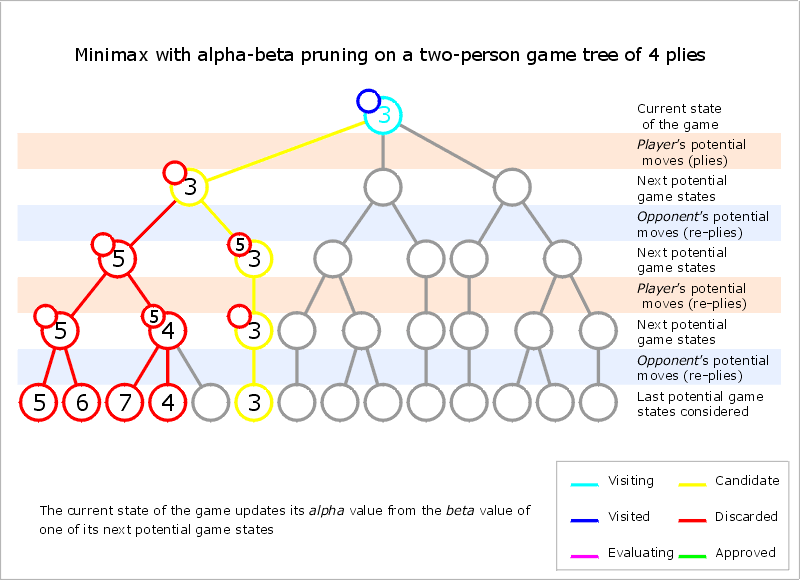 Minimax with alpha-beta pruning on a two-person game tree of 4 plies
3
Current state
of the game
Player's potential
moves (plies)
3
Next potential
game states
Opponent's potential
moves (re-plies)
5
5
3
Next potential
game states
Player's potential
moves (re-plies)
5
5
4
3
Next potential
game states
Opponent's potential
moves (re-plies)
5
6
7
4
3
Last potential game
states considered
The current state of the game updates its alpha value from the beta value of
one of its next potential game states
Visiting
Candidate
Visited
Discarded
Evaluating
Approved